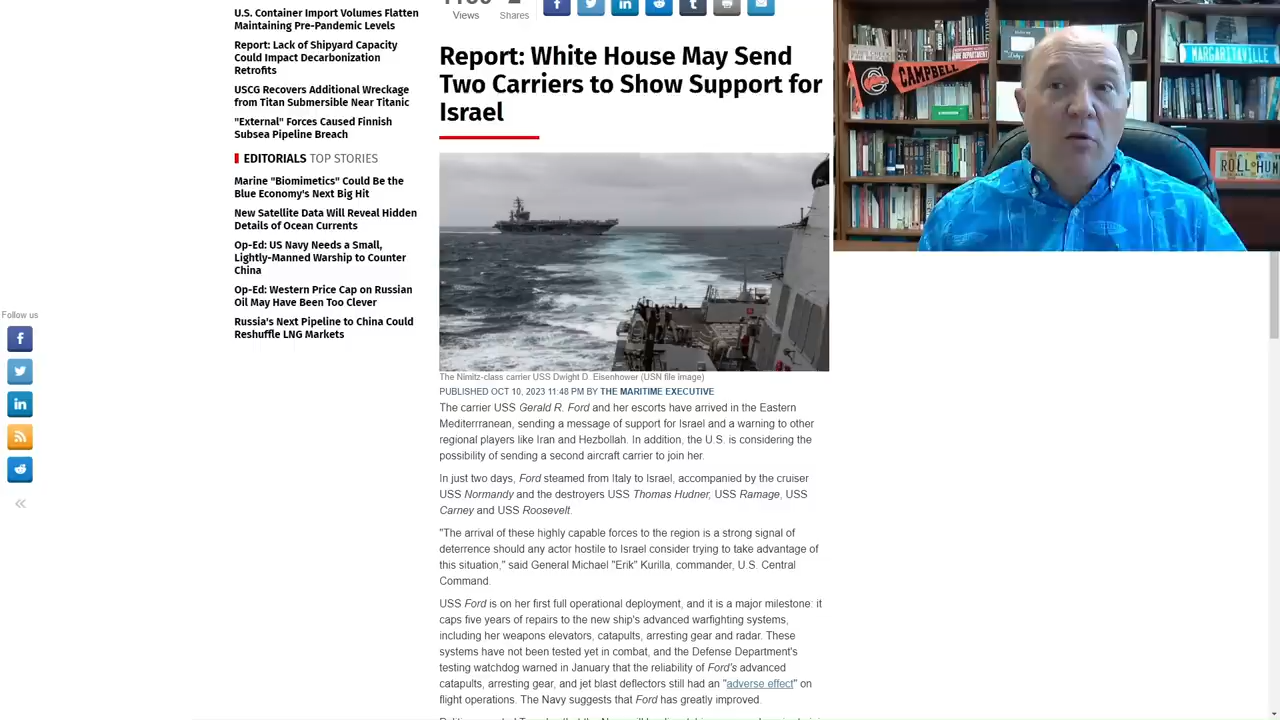 U.S. Container Import Volumes Flatten
Maintaining Pre-Pandemic Levels
Report: Lack of Shipyard Capacity
Could Impact Decarbonization
Retrofits
USCG Recovers Additional Wreckage
from Titan Submersible Near Titanic
"External" Forces Caused Finnish
Subsea Pipeline Breach
EDITORIALS TOP STORIES
Marine "Biomimetics" Could Be the
Blue Economy's Next Big Hit
New Satellite Data Will Reveal Hidden
Details of Ocean Currents
Op-Ed: US Navy Needs a Small,
Lightly-Manned Warship to Counter
China
Op-Ed: Western Price Cap on Russian
Oil May Have Been Too Clever
Russia's Next Pipeline to China Could
Reshuffle LNG Markets
Follow us
Views
Shares
Report: White House May Send
Two Carriers to Show Support for
Israel
The Nimitz-class carrier USS Dwight D. Eisenhower (USN file image)
PUBLISHED OCT 10, 2023 11:48 PM BY THE MARITIME EXECUTIVE
The carrier USS Gerald R. Ford and her escorts have arrived in the Eastern
Mediterrranean, sending a message of support for Israel and a warning to other
regional players like Iran and Hezbollah. In addition, the U.S. is considering the
possibility of sending a second aircraft carrier to join her.
In just two days, Ford steamed from Italy to Israel, accompanied by the cruiser
USS Normandy and the destroyers USS Thomas Hudner, USS Ramage, USS
Carney and USS Roosevelt.
"The arrival of these highly capable forces to the region is a strong signal of
deterrence should any actor hostile to Israel consider trying to take advantage of
this situation," said General Michael "Erik" Kurilla, commander, U.S. Central
Command.
USS Ford is on her first full operational deployment, and it is a major milestone: it
caps five years of repairs to the new ship's advanced warfighting systems,
including her weapons elevators, catapults, arresting gear and radar. These
systems have not been tested yet in combat, and the Defense Department's
testing watchdog warned in January that the reliability of Ford's advanced
catapults, arresting gear, and jet blast deflectors still had an "adverse effect" on
flight operations. The Navy suggests that Ford has greatly improved.
CAMPBELL
MARGARITAVILLE